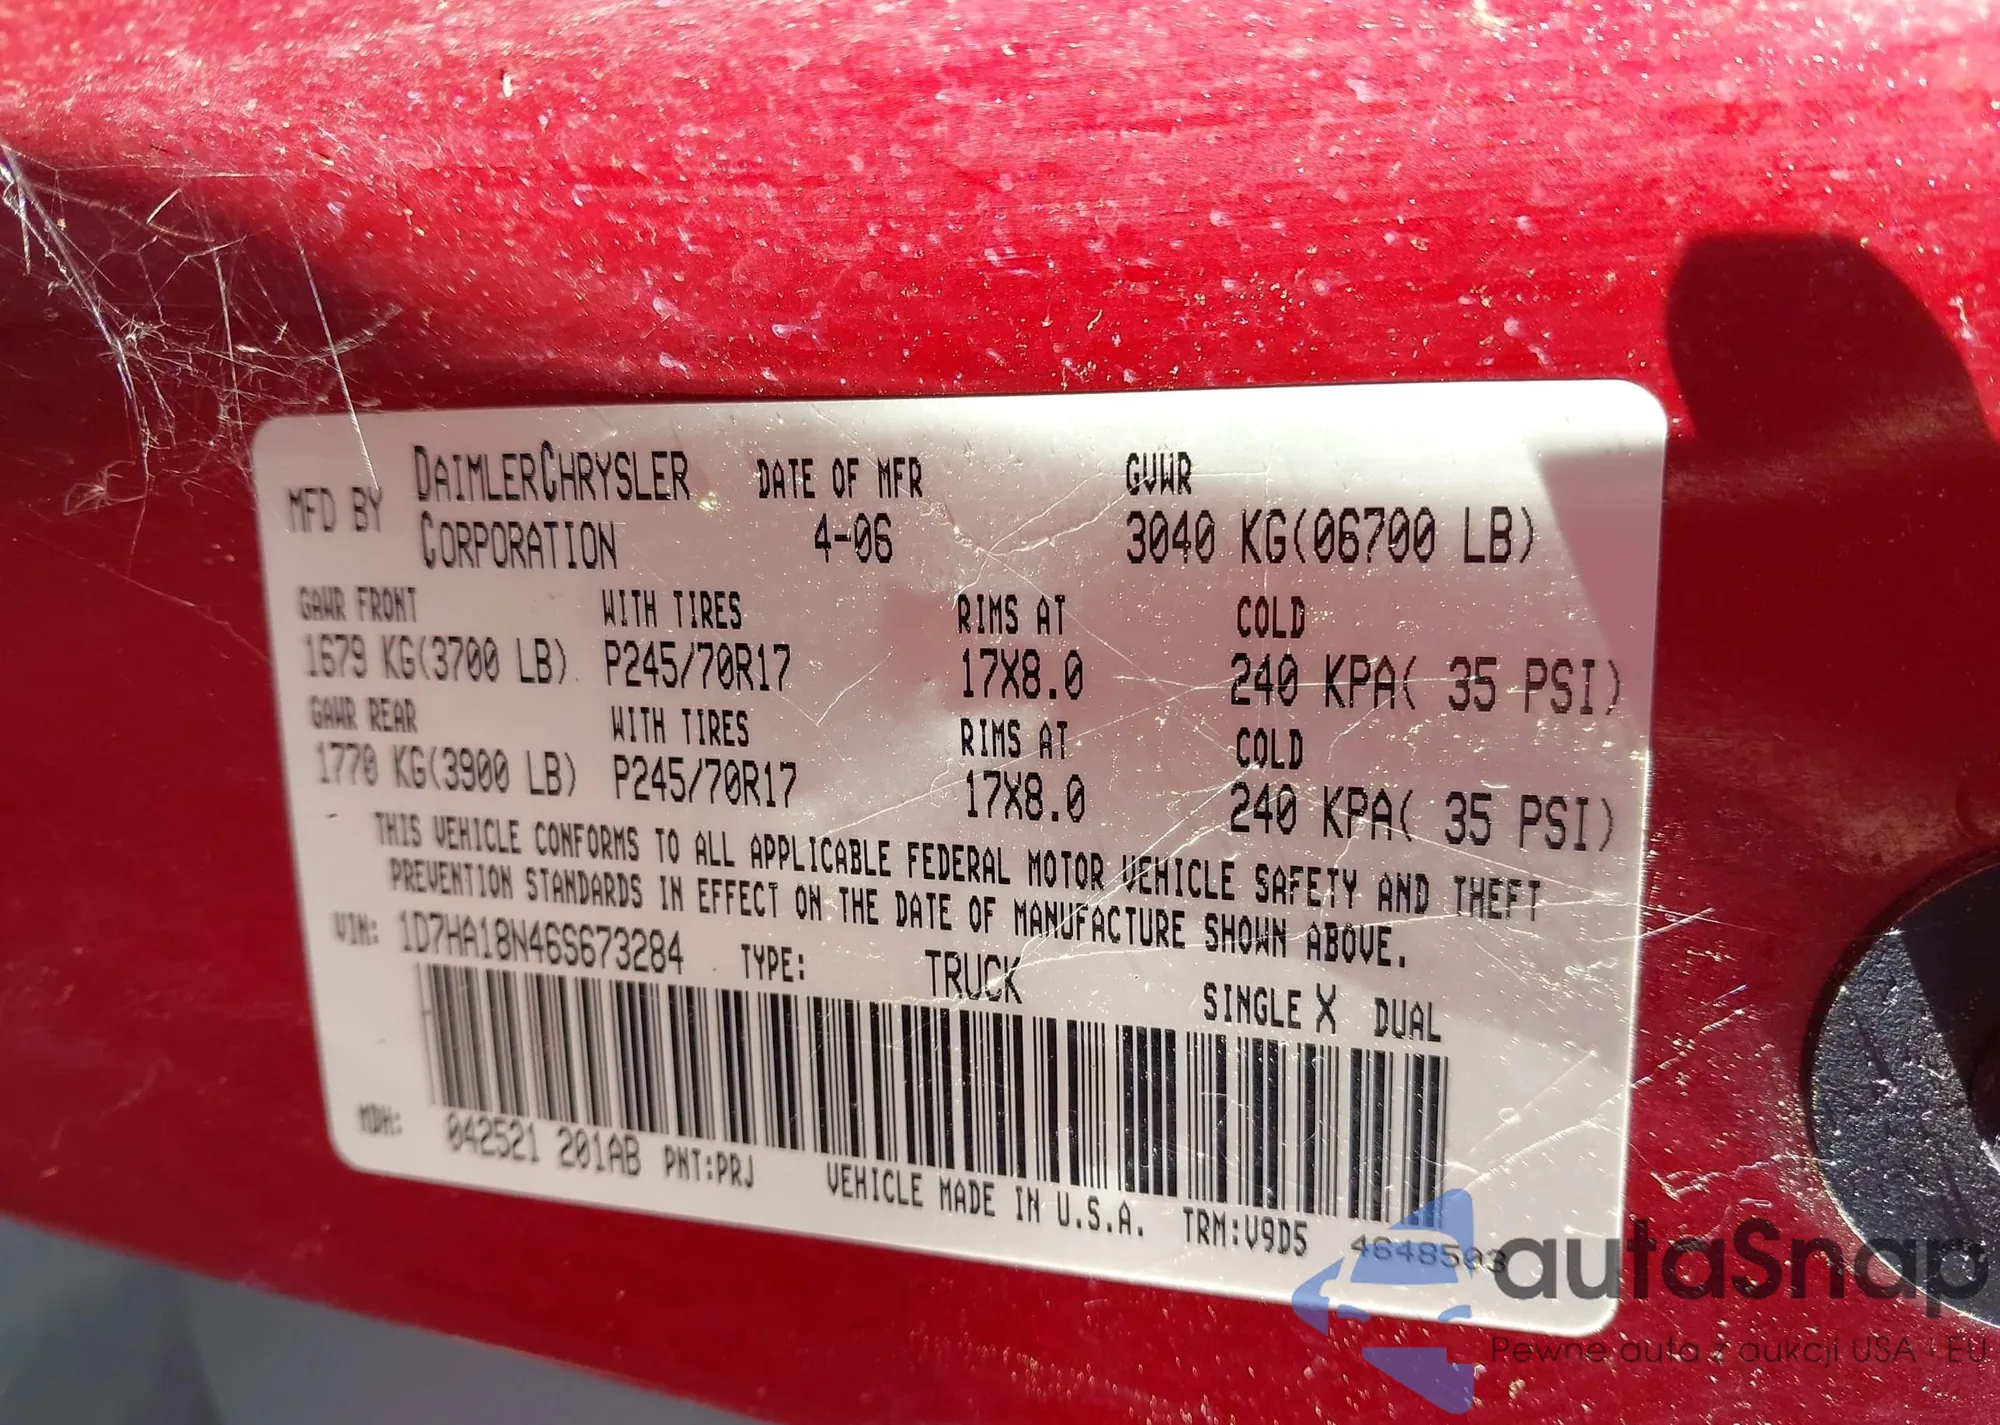 MFD BY DAIMLERCHRYSLER CORPORATION DATE OF MFR 4-06 GVWR 3040 KG(06700 LB)
GAWR FRONT WITH TIRES RIMS AT COLD
1679 KG(3700 LB) P245/70R17 17X8.0 240 KPA( 35 PSI)
GAWR REAR WITH TIRES RIMS AT COLD
1770 KG(3900 LB) P245/70R17 17X8.0 240 KPA( 35 PSI)
THIS VEHICLE CONFORMS TO ALL APPLICABLE FEDERAL MOTOR VEHICLE SAFETY AND THEFT
PREVENTION STANDARDS IN EFFECT ON THE DATE OF MANUFACTURE SHOWN ABOVE.
VIN: 1D7HA18N46S673284 TYPE: TRUCK SINGLE X DUAL
MDH: 042521 201AB PNT:PRJ VEHICLE MADE IN U.S.A. TRM:V9D5 4648503
autaSnap
Pewne auta z aukcji USA i EU